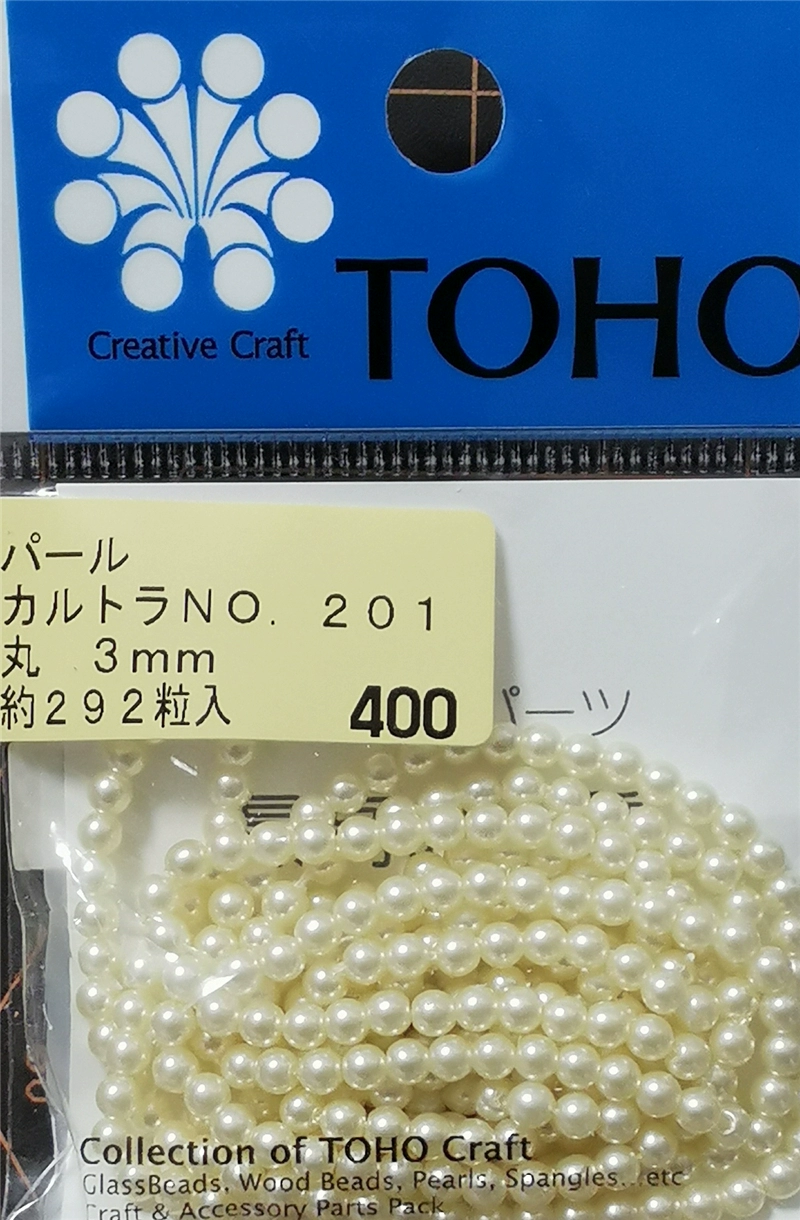 Creative Craft
TOHO
パール
カルトラNO. 201
丸 3mm
約292粒入
400
パーツ
Collection of TOHO Craft
GlassBeads, Wood Beads, Pearls, Spangles...etc
Craft & Accessory Parts Pack